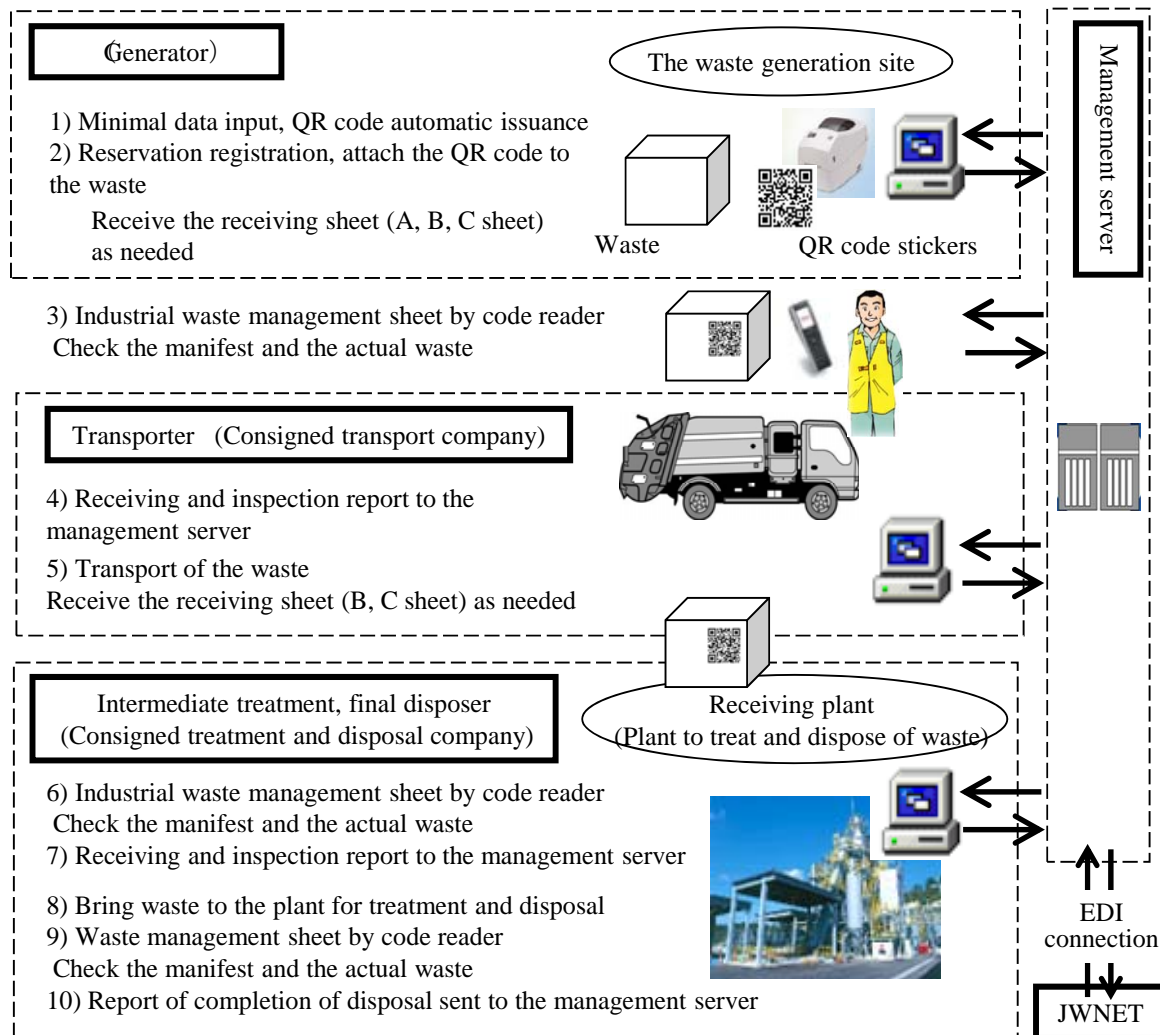 (Generator)
The waste generation site
1) Minimal data input, QR code automatic issuance
2) Reservation registration, attach the QR code to
the waste
Receive the receiving sheet (A, B, C sheet)
as needed
Waste
QR code stickers
Management server
3) Industrial waste management sheet by code reader
Check the manifest and the actual waste
Transporter (Consigned transport company)
4) Receiving and inspection report to the
management server
5) Transport of the waste
Receive the receiving sheet (B, C sheet) as needed
Intermediate treatment, final disposer
(Consigned treatment and disposal company)
Receiving plant
(Plant to treat and dispose of waste)
6) Industrial waste management sheet by code reader
Check the manifest and the actual waste
7) Receiving and inspection report to the management server
8) Bring waste to the plant for treatment and disposal
9) Waste management sheet by code reader
Check the manifest and the actual waste
10) Report of completion of disposal sent to the management server
EDI
connection
JWNET